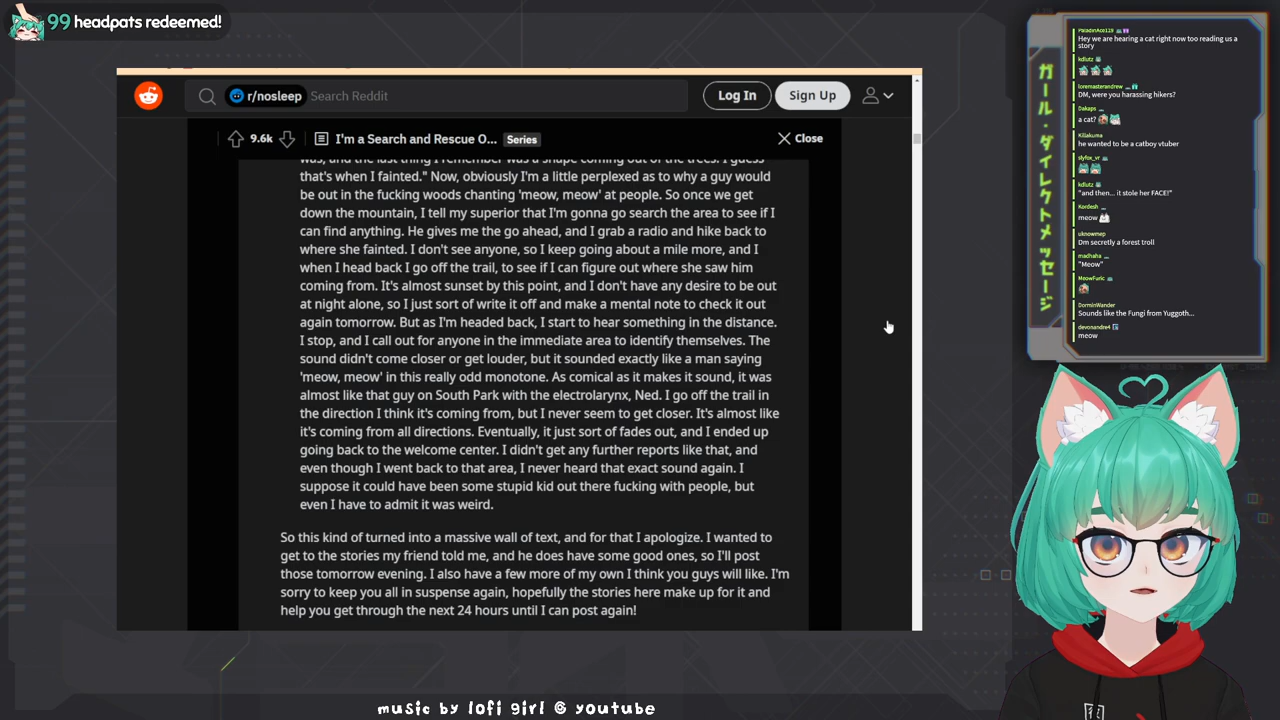 99 headpats redeemed!
r/nosleep Search Reddit
Log In
Sign Up
9.6k
I'm a Search and Rescue O...
Series
Close
was, and the last thing I remember was a shape coming out of the trees. I guess
that's when I fainted." Now, obviously I'm a little perplexed as to why a guy would
be out in the fucking woods chanting 'meow, meow' at people. So once we get
down the mountain, I tell my superior that I'm gonna go search the area to see if I
can find anything. He gives me the go ahead, and I grab a radio and hike back to
where she fainted. I don't see anyone, so I keep going about a mile more, and I
when I head back I go off the trail, to see if I can figure out where she saw him
coming from. It's almost sunset by this point, and I don't have any desire to be out
at night alone, so I just sort of write it off and make a mental note to check it out
again tomorrow. But as I'm headed back, I start to hear something in the distance.
I stop, and I call out for anyone in the immediate area to identify themselves. The
sound didn't come closer or get louder, but it sounded exactly like a man saying
'meow, meow' in this really odd monotone. As comical as it makes it sound, it was
almost like that guy on South Park with the electrolarynx, Ned. I go off the trail in
the direction I think it's coming from, but I never seem to get closer. It's almost like
it's coming from all directions. Eventually, it just sort of fades out, and I ended up
going back to the welcome center. I didn't get any further reports like that, and
even though I went back to that area, I never heard that exact sound again. I
suppose it could have been some stupid kid out there fucking with people, but
even I have to admit it was weird.
So this kind of turned into a massive wall of text, and for that I apologize. I wanted to
get to the stories my friend told me, and he does have some good ones, so I'll post
those tomorrow evening. I also have a few more of my own I think you guys will like. I'm
sorry to keep you all in suspense again, hopefully the stories here make up for it and
help you get through the next 24 hours until I can post again!
music by lofi girl @ youtube
ガール・ダイレクトメッセージ
PaladinAce119
Hey we are hearing a cat right now too reading us a
story
kdlutz
loremasterandrew
DM, were you harassing hikers?
Dakaps
a cat?
Killakuma
he wanted to be a catboy vtuber
slyfox_vr
kdlutz
"and then... it stole her FACE!"
Kordesh
meow
uknowmep
Dm secretly a forest troll
madhaha
"Meow"
MeowFuric
DorminWander
Sounds like the Fungi from Yuggoth...
devonandre4
meow